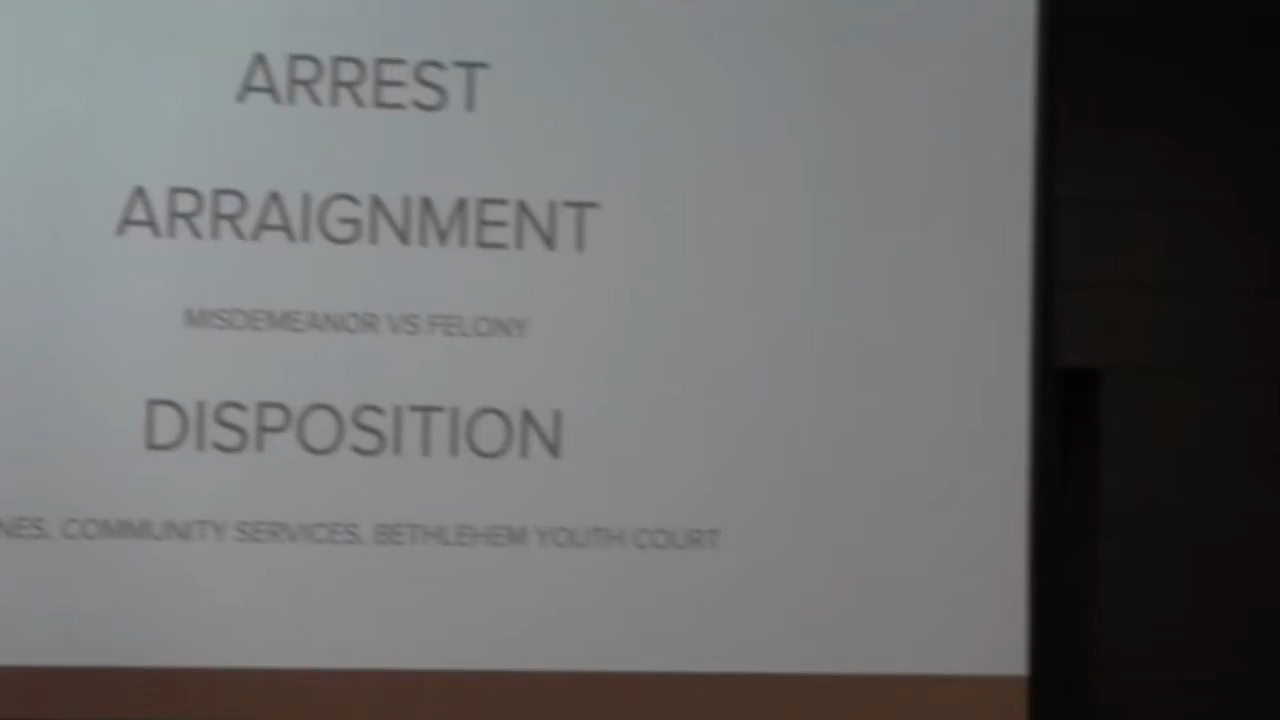 ARREST
ARRAIGNMENT
MISDEMEANOR VS FELONY
DISPOSITION
COMMUNITY SERVICES, BETHLEHEM YOUTH COURT